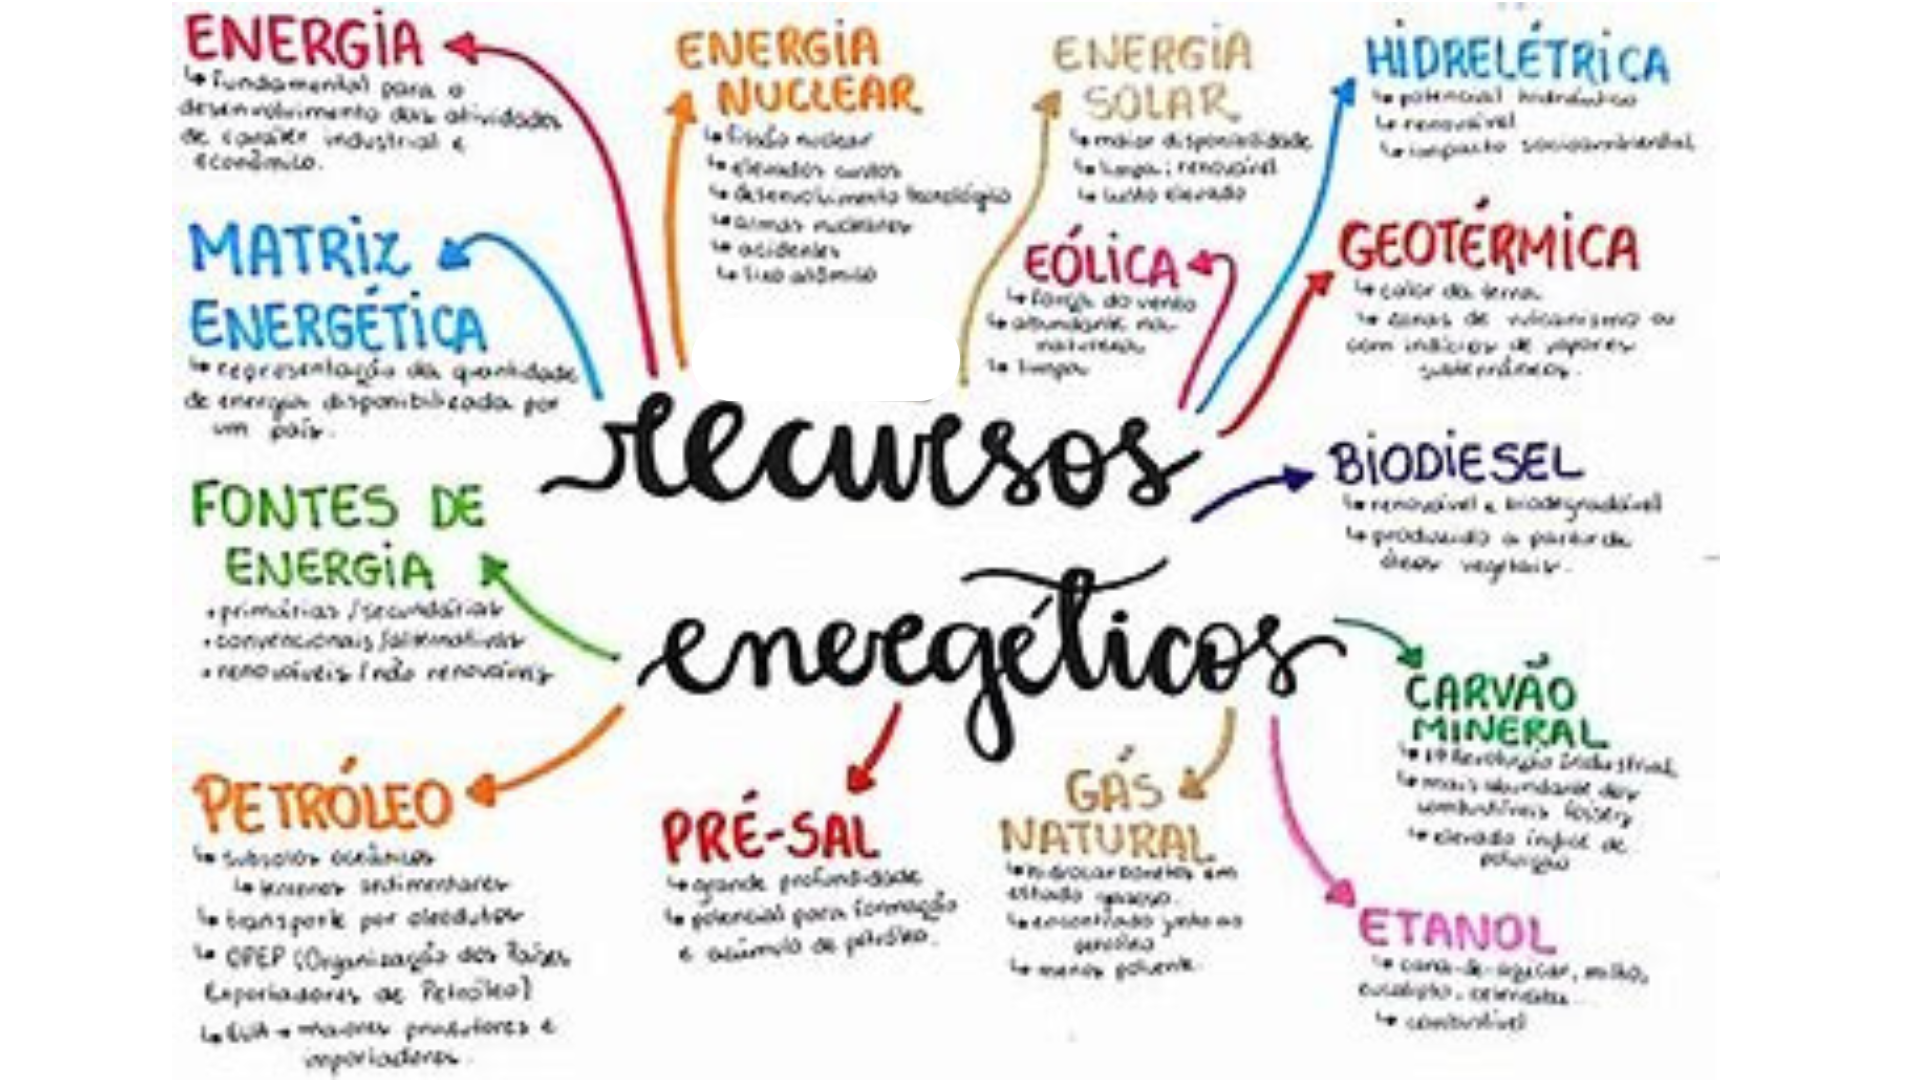 ENERGIA
↳ fundamental para o
desenvolvimento das atividades
de caráter industrial e
econômico.
MATRIZ
ENERGÉTICA
↳ representação da quantidade
de energia disponibilizada por
um país.
FONTES DE
ENERGIA
• primárias / secundárias
• convencionais / alternativas
• renováveis / não renováveis
PETRÓLEO
↳ subsolos oceânicos
↳ terrenos sedimentares
↳ transporte por oleodutos
↳ OPEP (Organização dos Países
Exportadores de Petróleo)
↳ EUA → maiores produtores e
importadores.
ENERGIA
NUCLEAR
↳ fissão nuclear
↳ elevados custos
↳ desenvolvimento tecnológico
↳ armas nucleares
↳ acidentes
↳ lixo atômico
ENERGIA
SOLAR
↳ maior disponibilidade
↳ limpa; renovável
↳ custo elevado
EÓLICA
↳ força do vento
↳ abundante na
natureza
↳ limpa
HIDRELÉTRICA
↳ potencial hidráulico
↳ renovável
↳ impacto socioambiental
GEOTÉRMICA
↳ calor da terra
↳ zonas de vulcanismo ou
com indícios de vapores
subterrâneos.
recursos
energéticos
BIODIESEL
↳ renovável e biodegradável
↳ produzido a partir de
óleos vegetais.
CARVÃO
MINERAL
↳ 1ª Revolução Industrial
↳ mais abundante dos
combustíveis fósseis
↳ elevado índice de
poluição
PRÉ-SAL
↳ grande profundidade
↳ potencial para formação
e acúmulo de petróleo.
GÁS
NATURAL
↳ hidrocarbonetos em
estado gasoso.
↳ encontrado junto ao
petróleo
↳ menos poluente.
ETANOL
↳ cana-de-açúcar, milho,
eucalipto,
↳ combustível